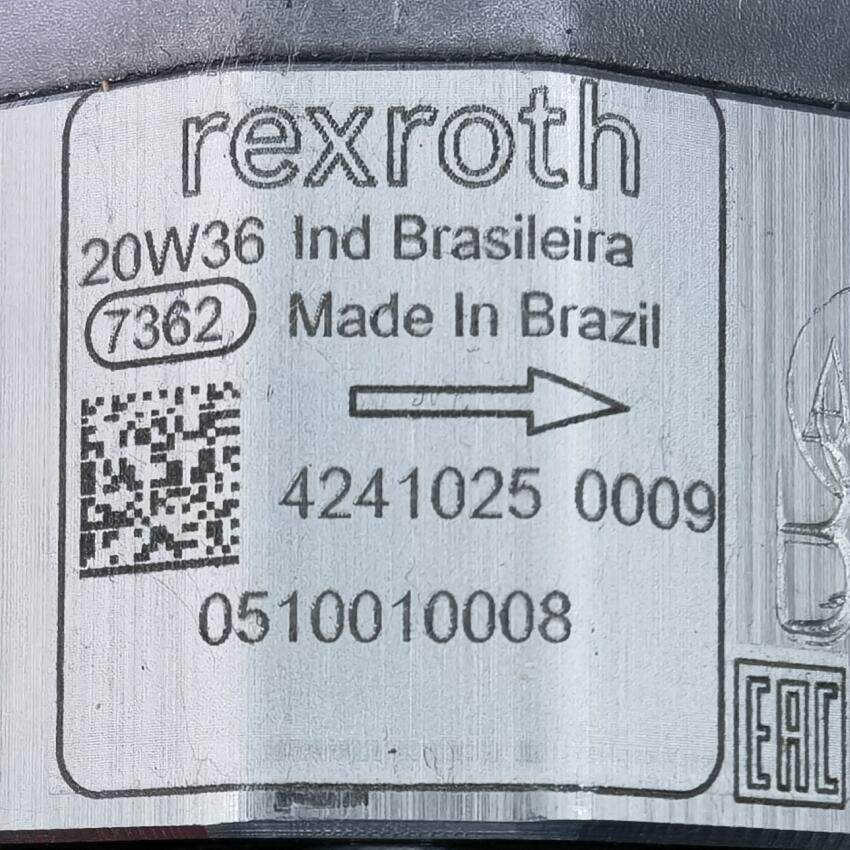 rexroth
20W36 Ind Brasileira
7362 Made In Brazil
4241025 0009
0510010008
EAC